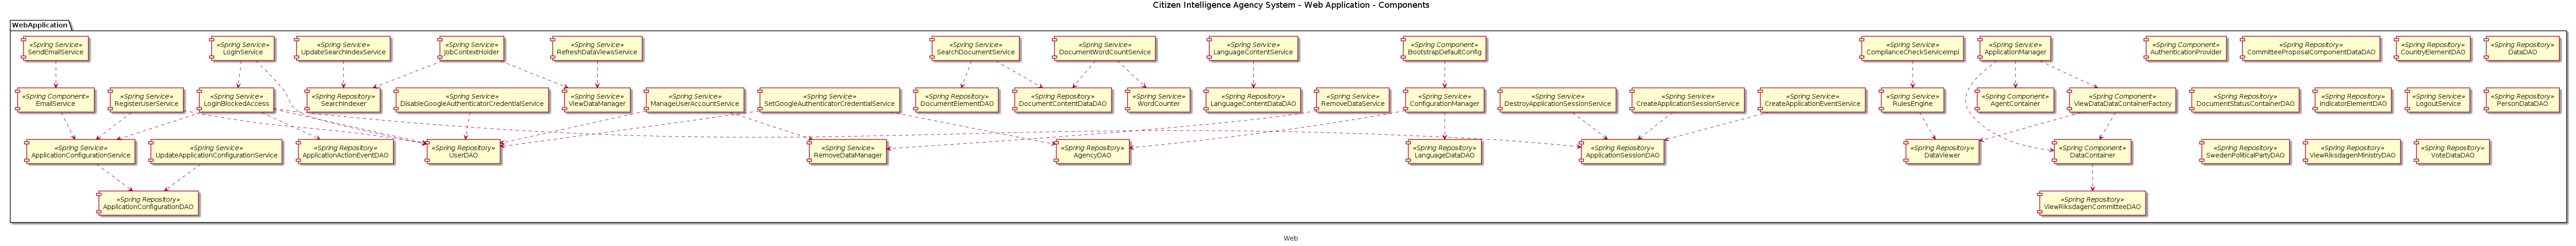 Citizen Intelligence Agency System - Web Application - Components
WebApplication
«Spring Service»
SendEmailService
«Spring Service»
LoginService
«Spring Service»
UpdateSearchIndexService
«Spring Service»
JobContextHolder
«Spring Service»
RefreshDataViewsService
«Spring Service»
SearchDocumentService
«Spring Service»
DocumentWordCountService
«Spring Service»
LanguageContentService
«Spring Component»
BootstrapDefaultConfig
«Spring Service»
ComplianceCheckServiceImpl
«Spring Service»
ApplicationManager
«Spring Component»
AuthenticationProvider
«Spring Repository»
CommitteeProposalComponentDataDAO
«Spring Repository»
CountryElementDAO
«Spring Repository»
DataDAO
«Spring Component»
EmailService
«Spring Service»
RegisterUserService
«Spring Service»
LoginBlockedAccess
«Spring Repository»
SearchIndexer
«Spring Service»
DisableGoogleAuthenticatorCredentialService
«Spring Service»
ViewDataManager
«Spring Service»
ManageUserAccountService
«Spring Service»
SetGoogleAuthenticatorCredentialService
«Spring Repository»
DocumentElementDAO
«Spring Repository»
DocumentContentDataDAO
«Spring Service»
WordCounter
«Spring Repository»
LanguageContentDataDAO
«Spring Service»
RemoveDataService
«Spring Service»
ConfigurationManager
«Spring Service»
DestroyApplicationSessionService
«Spring Service»
CreateApplicationSessionService
«Spring Service»
CreateApplicationEventService
«Spring Service»
RulesEngine
«Spring Component»
AgentContainer
«Spring Component»
ViewDataDataContainerFactory
«Spring Repository»
DocumentStatusContainerDAO
«Spring Repository»
IndicatorElementDAO
«Spring Service»
LogoutService
«Spring Repository»
PersonDataDAO
«Spring Service»
ApplicationConfigurationService
«Spring Service»
UpdateApplicationConfigurationService
«Spring Repository»
ApplicationActionEventDAO
«Spring Repository»
UserDAO
«Spring Service»
RemoveDataManager
«Spring Repository»
AgencyDAO
«Spring Repository»
LanguageDataDAO
«Spring Repository»
ApplicationSessionDAO
«Spring Repository»
DataViewer
«Spring Component»
DataContainer
«Spring Repository»
SwedenPoliticalPartyDAO
«Spring Repository»
ViewRiksdagenMinistryDAO
«Spring Repository»
VoteDataDAO
«Spring Repository»
ApplicationConfigurationDAO
«Spring Repository»
ViewRiksdagenCommitteeDAO
Web